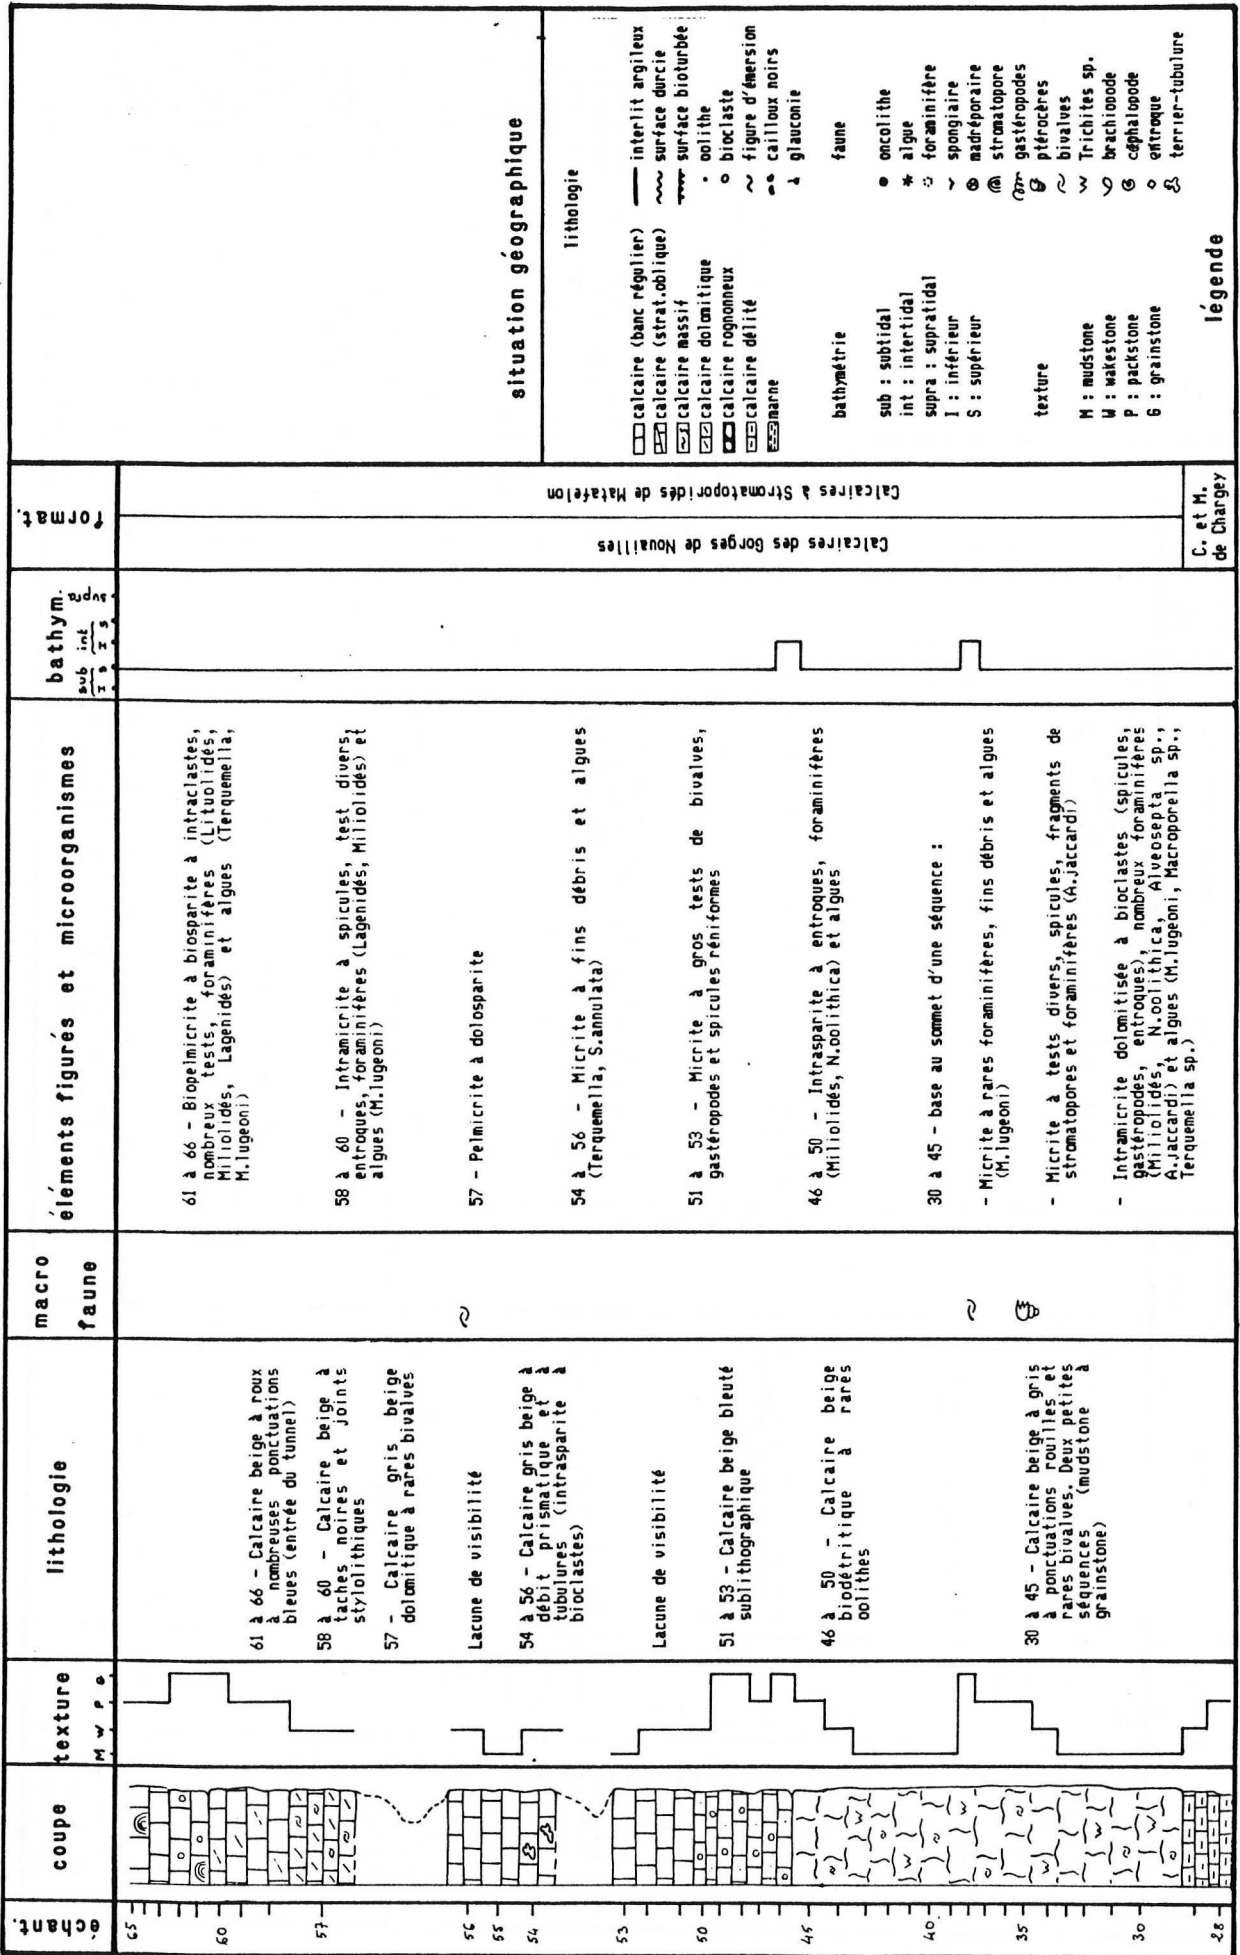 échant.
coupe
texture
M W P G
lithologie
macro
faune
éléments figurés et microorganismes
bathym.
sub int supra
I S I S
format.
65
60
57
56
55
54
53
50
45
40
35
30
28
61 à 66 - Calcaire beige à roux
à nombreuses ponctuations
bleues (entrée du tunnel)
58 à 60 - Calcaire beige à
taches noires et joints
stylolithiques
57 - Calcaire gris beige
dolomitique à rares bivalves
Lacune de visibilité
54 à 56 - Calcaire gris beige à
débit prismatique et à
tubulures (intrasparite à
bioclastes)
Lacune de visibilité
51 à 53 - Calcaire beige bleuté
sublithographique
46 à 50 - Calcaire beige
biodétritique à rares
oolithes
30 à 45 - Calcaire beige à gris
à ponctuations rouilles et
rares bivalves. Deux petites
séquences (mudstone à
grainstone)
61 à 66 - Biopelmicrite à biosparite à intraclastes,
nombreux tests, foraminifères (Lituolidés,
Miliolidés, Lagenidés) et algues (Terquemella,
M.lugeoni)
58 à 60 - Intramicrite à spicules, test divers,
entroques, foraminifères (Lagenidés, Miliolidés) et
algues (M.lugeoni)
57 - Pelmicrite à dolosparite
54 à 56 - Micrite à fins débris et algues
(Terquemella, S.annulata)
51 à 53 - Micrite à gros tests de bivalves,
gastéropodes et spicules réniformes
46 à 50 - Intrasparite à entroques, foraminifères
(Miliolidés, N.oolithica) et algues
30 à 45 - base au sommet d'une séquence :
- Micrite à rares foraminifères, fins débris et algues
(M.lugeoni)
- Micrite à tests divers, spicules, fragments de
stromatopores et foraminifères (A.jaccardi)
- Intramicrite dolomitisée à bioclastes (spicules,
gastéropodes, entroques), nombreux foraminifères
(Miliolidés, N.oolithica, Alveosepta sp.,
A.jaccardi) et algues (M.lugeoni, Macroporella sp.,
Terquemella sp.)
Calcaires des Gorges de Nouailles
Calcaires à Stromatoporidés de Matafelon
C. et M.
de Chargey
situation géographique
lithologie
calcaire (banc régulier)
calcaire (strat.oblique)
calcaire massif
calcaire dolomitique
calcaire rognonneux
calcaire délité
marne
interlit argileux
surface durcie
surface bioturbée
oolithe
bioclaste
figure d'émersion
cailloux noirs
glauconie
bathymétrie
sub : subtidal
int : intertidal
supra : supratidal
I : inférieur
S : supérieur
texture
M : mudstone
W : wakestone
P : packstone
G : grainstone
faune
oncolithe
algue
foraminifère
spongiaire
madréporaire
stromatopore
gastéropodes
ptérocères
bivalves
Trichites sp.
brachiopode
céphalopode
entroque
terrier-tubulure
légende